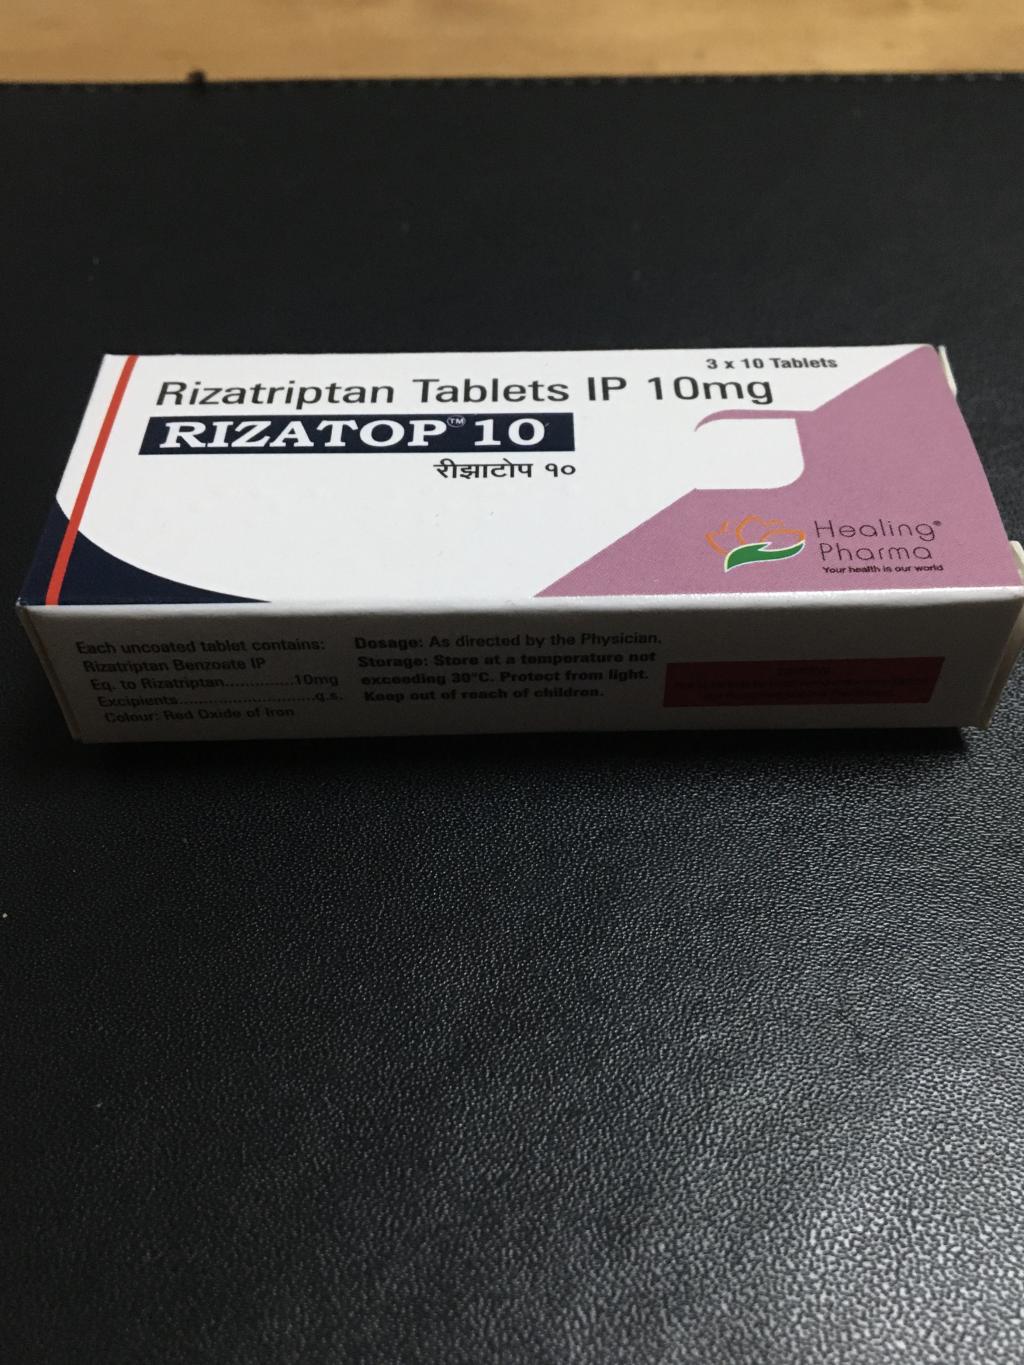 3 x 10 Tablets
Rizatriptan Tablets IP 10mg
RIZATOP™ 10
रीझाटोप १०
Healing®
Pharma
Your health is our world
Each uncoated tablet contains:
Rizatriptan Benzoate IP
Eq. to Rizatriptan..............10mg
Excipients............................q.s.
Colour: Red Oxide of Iron
Dosage: As directed by the Physician.
Storage: Store at a temperature not
exceeding 30°C. Protect from light.
Keep out of reach of children.